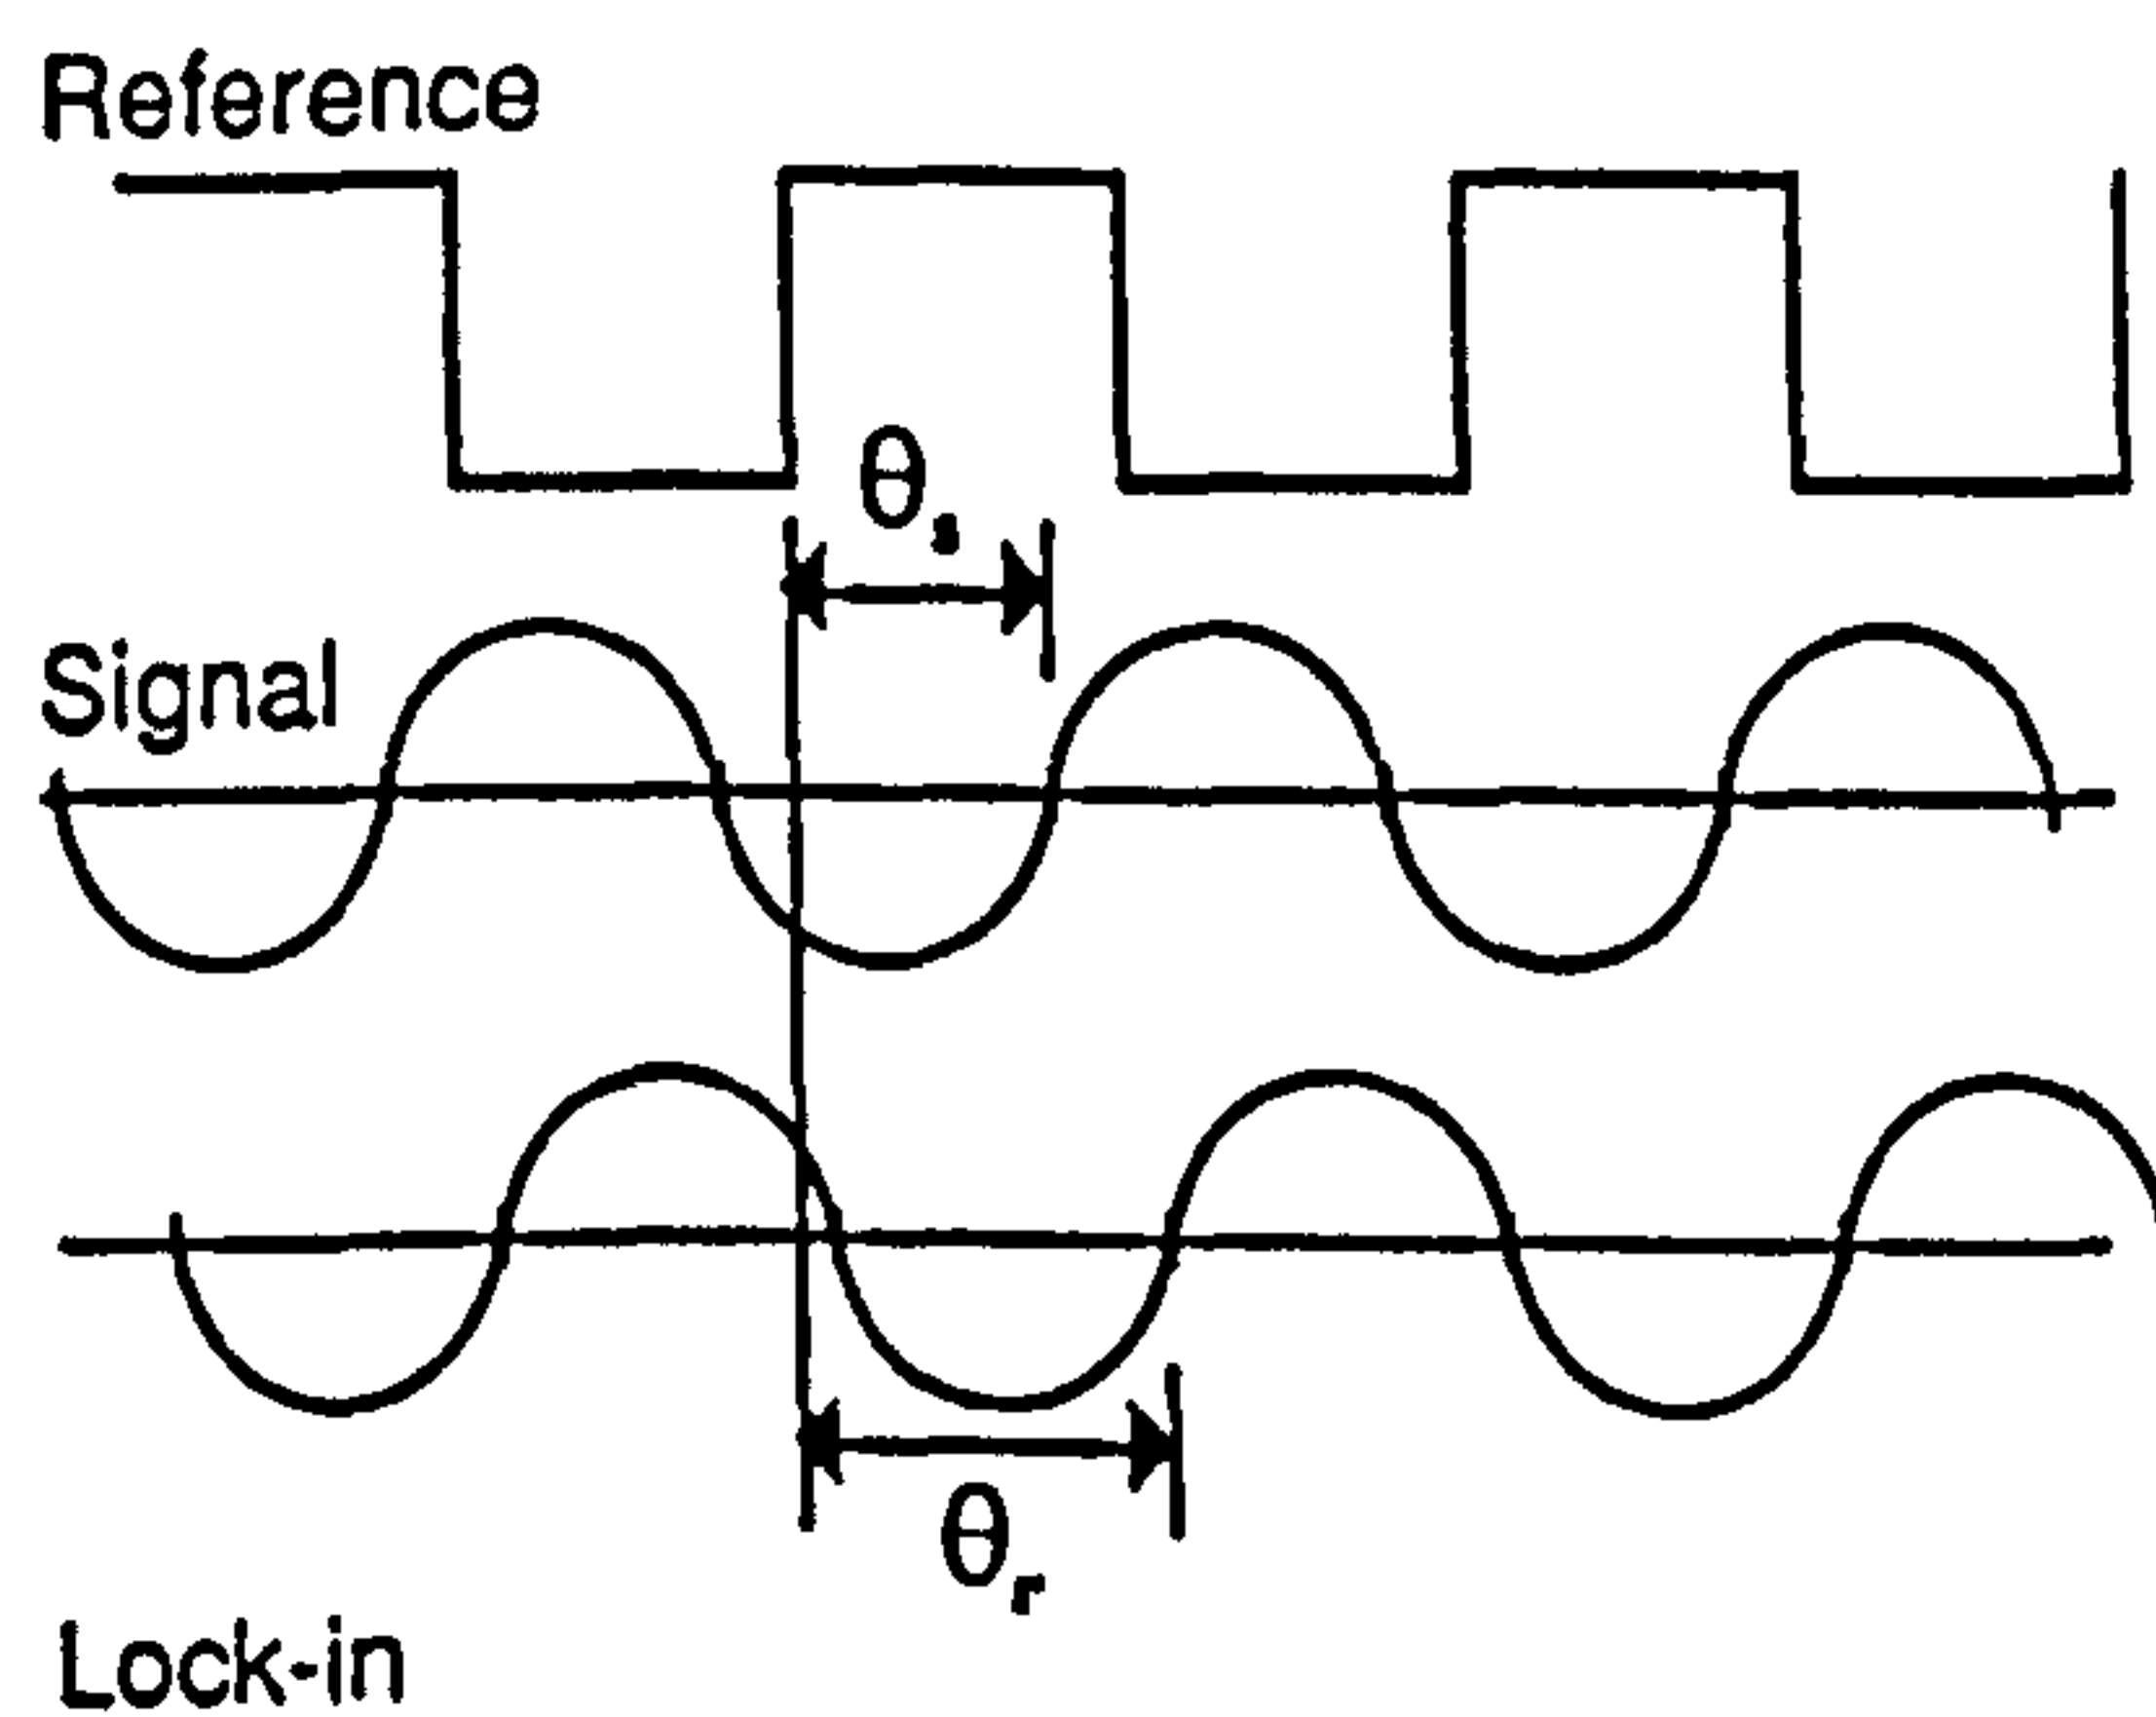 Reference
θs
Signal
θr
Lock-in